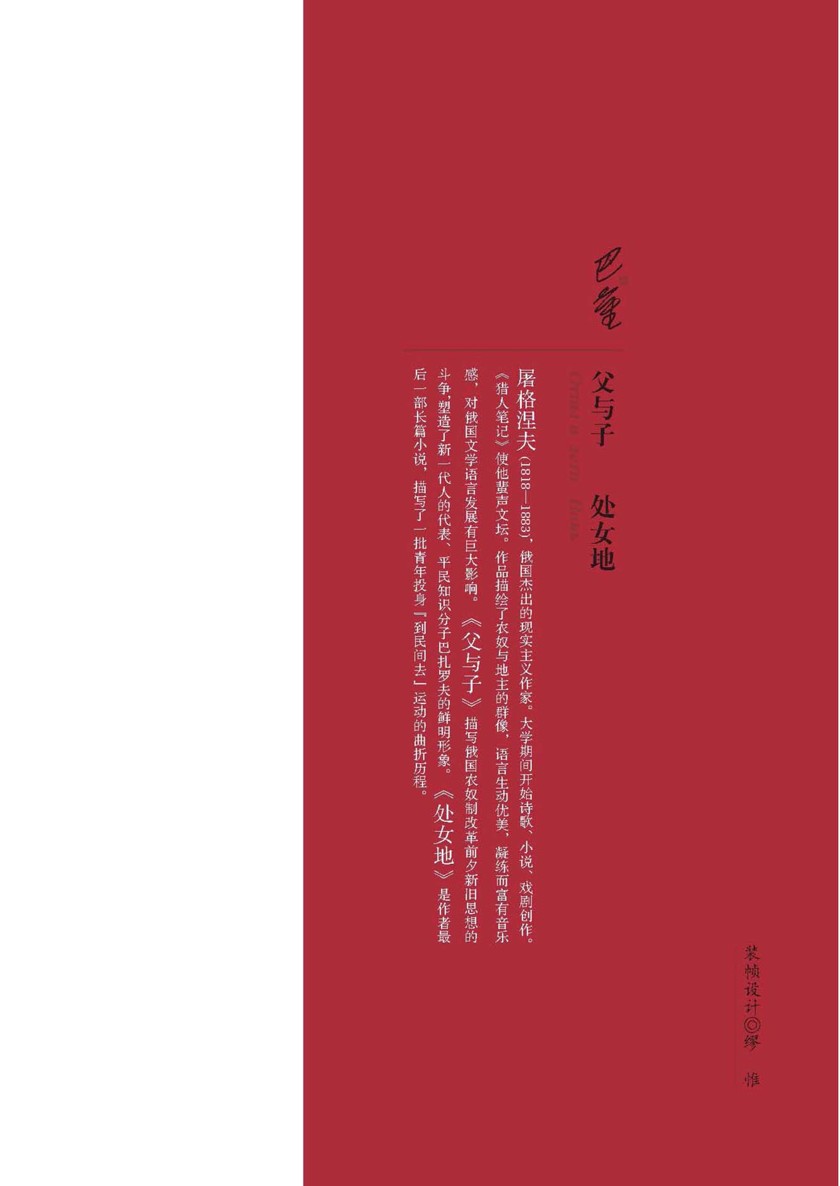 装帧设计◎缪 惟
巴金
父与子 处女地
屠格涅夫(1818—1883),俄国杰出的现实主义作家。大学期间开始诗歌、小说、戏剧创作。
《猎人笔记》使他蜚声文坛。作品描绘了农奴与地主的群像,语言生动优美,凝练而富有音乐
感,对俄国文学语言发展有巨大影响。《父与子》描写俄国农奴制改革前夕新旧思想的
斗争,塑造了新一代人的代表、平民知识分子巴扎罗夫的鲜明形象。《处女地》是作者最
后一部长篇小说,描写了一批青年投身「到民间去」运动的曲折历程。